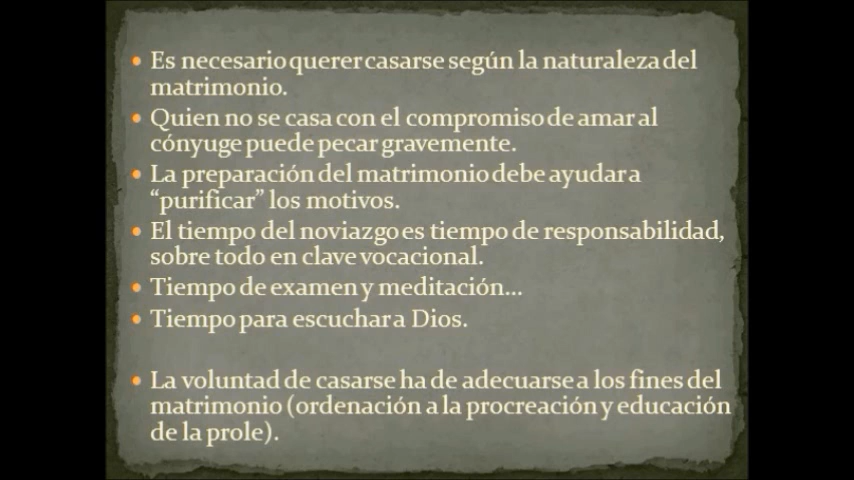 • Es necesario querer casarse según la naturaleza del
matrimonio.
• Quien no se casa con el compromiso de amar al
cónyuge puede pecar gravemente.
• La preparación del matrimonio debe ayudar a
“purificar” los motivos.
• El tiempo del noviazgo es tiempo de responsabilidad,
sobre todo en clave vocacional.
• Tiempo de examen y meditación...
• Tiempo para escuchar a Dios.
• La voluntad de casarse ha de adecuarse a los fines del
matrimonio (ordenación a la procreación y educación
de la prole).